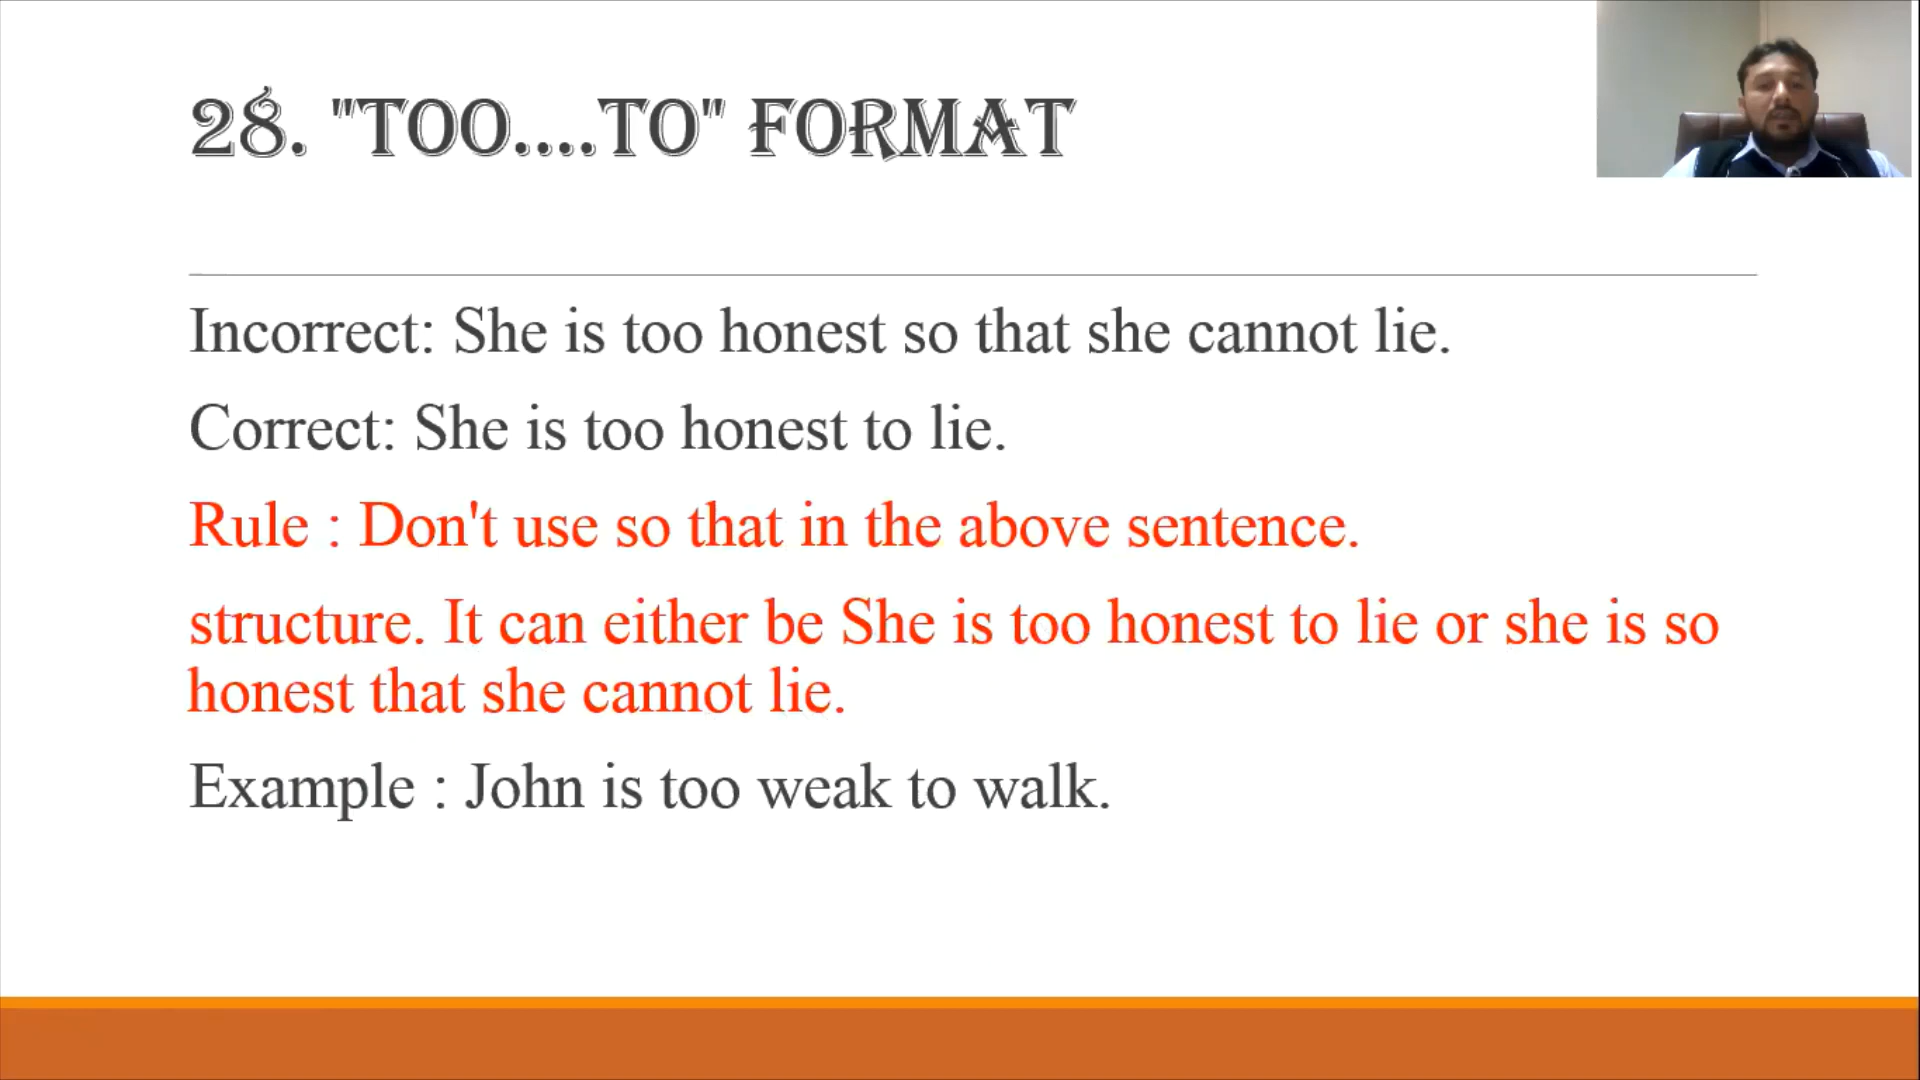 28. "TOO....TO" FORMAT
Incorrect: She is too honest so that she cannot lie.
Correct: She is too honest to lie.
Rule : Don't use so that in the above sentence.
structure. It can either be She is too honest to lie or she is so
honest that she cannot lie.
Example : John is too weak to walk.